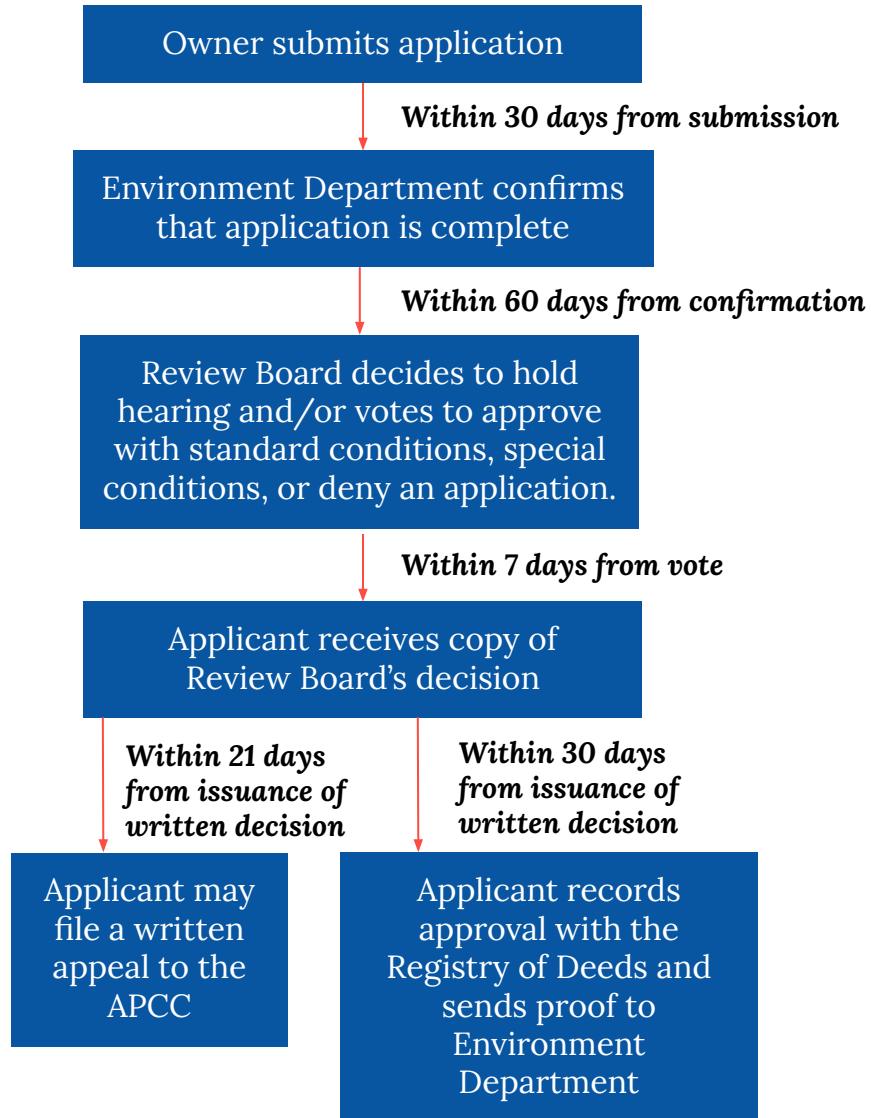 Owner submits application
Within 30 days from submission
Environment Department confirms
that application is complete
Within 60 days from confirmation
Review Board decides to hold
hearing and/or votes to approve
with standard conditions, special
conditions, or deny an application.
Within 7 days from vote
Applicant receives copy of
Review Board’s decision
Within 21 days
from issuance of
written decision
Within 30 days
from issuance of
written decision
Applicant may
file a written
appeal to the
APCC
Applicant records
approval with the
Registry of Deeds and
sends proof to
Environment
Department